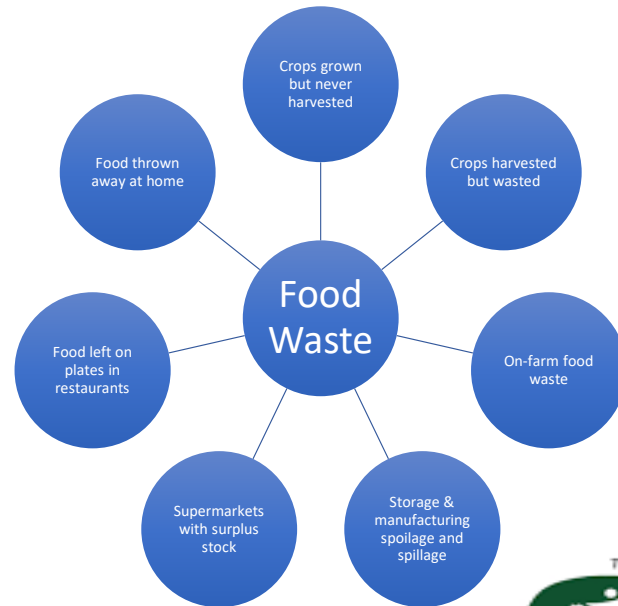 Crops grown
but never
harvested
Crops harvested
but wasted
On-farm food
waste
Storage &
manufacturing
spoilage and
spillage
Supermarkets
with surplus
stock
Food left on
plates in
restaurants
Food thrown
away at home
Food
Waste